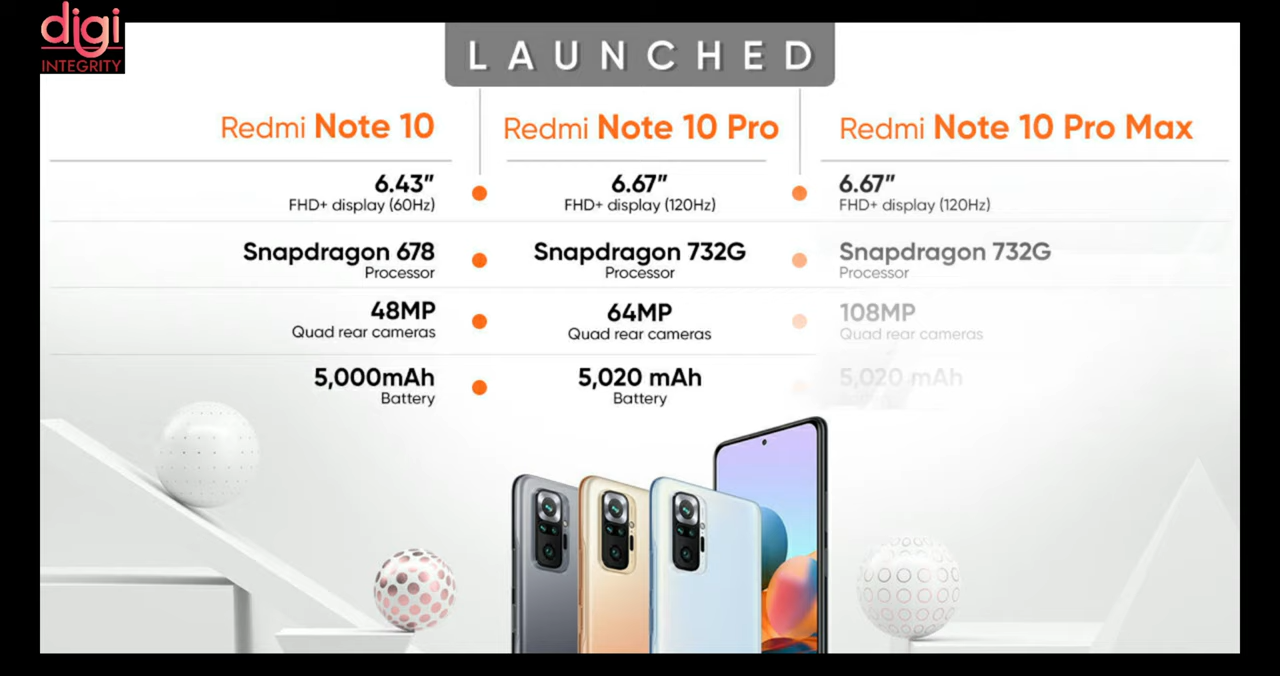 digi
INTEGRITY
LAUNCHED
Redmi Note 10
6.43”
FHD+ display (60Hz)
Snapdragon 678
Processor
48MP
Quad rear cameras
5,000mAh
Battery
Redmi Note 10 Pro
6.67”
FHD+ display (120Hz)
Snapdragon 732G
Processor
64MP
Quad rear cameras
5,020 mAh
Battery
Redmi Note 10 Pro Max
6.67”
FHD+ display (120Hz)
Snapdragon 732G
Processor
108MP
Quad rear cameras
5,020 mAh